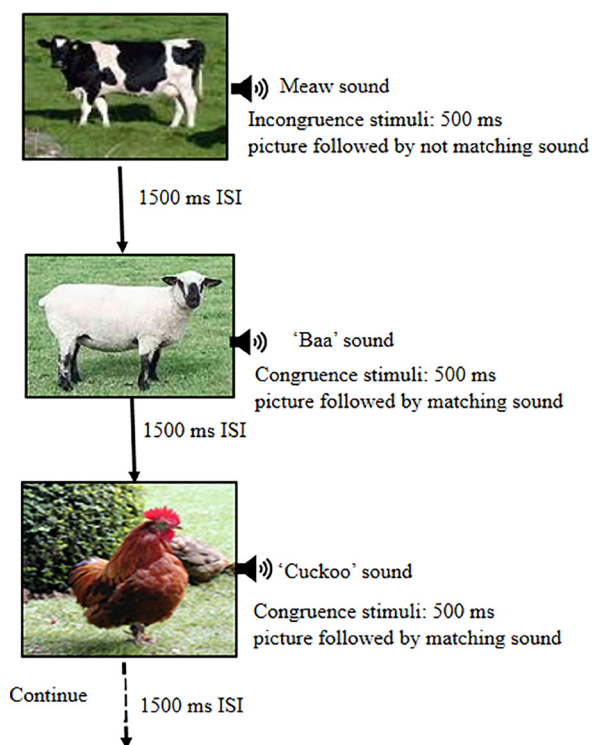 Meaw sound
Incongruence stimuli: 500 ms
picture followed by not matching sound
1500 ms ISI
‘Baa’ sound
Congruence stimuli: 500 ms
picture followed by matching sound
1500 ms ISI
‘Cuckoo’ sound
Congruence stimuli: 500 ms
picture followed by matching sound
Continue
1500 ms ISI